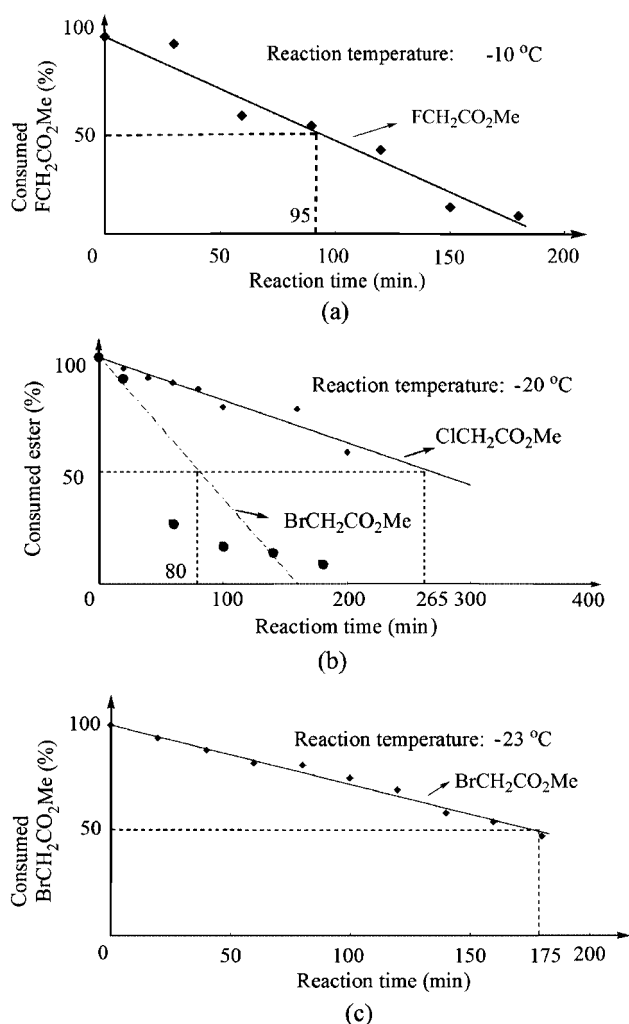 100
Reaction temperature: -10 °C
Consumed
FCH₂CO₂Me (%)
FCH₂CO₂Me
50
95
0 50 100 150 200
Reaction time (min.)
(a)
100
Reaction temperature: -20 °C
Consumed ester (%)
ClCH₂CO₂Me
50
BrCH₂CO₂Me
80
0 100 200 265 300 400
Reactiom time (min)
(b)
100
Reaction temperature: -23 °C
Consumed
BrCH₂CO₂Me (%)
BrCH₂CO₂Me
50
0 50 100 150 175 200
Reaction time (min)
(c)